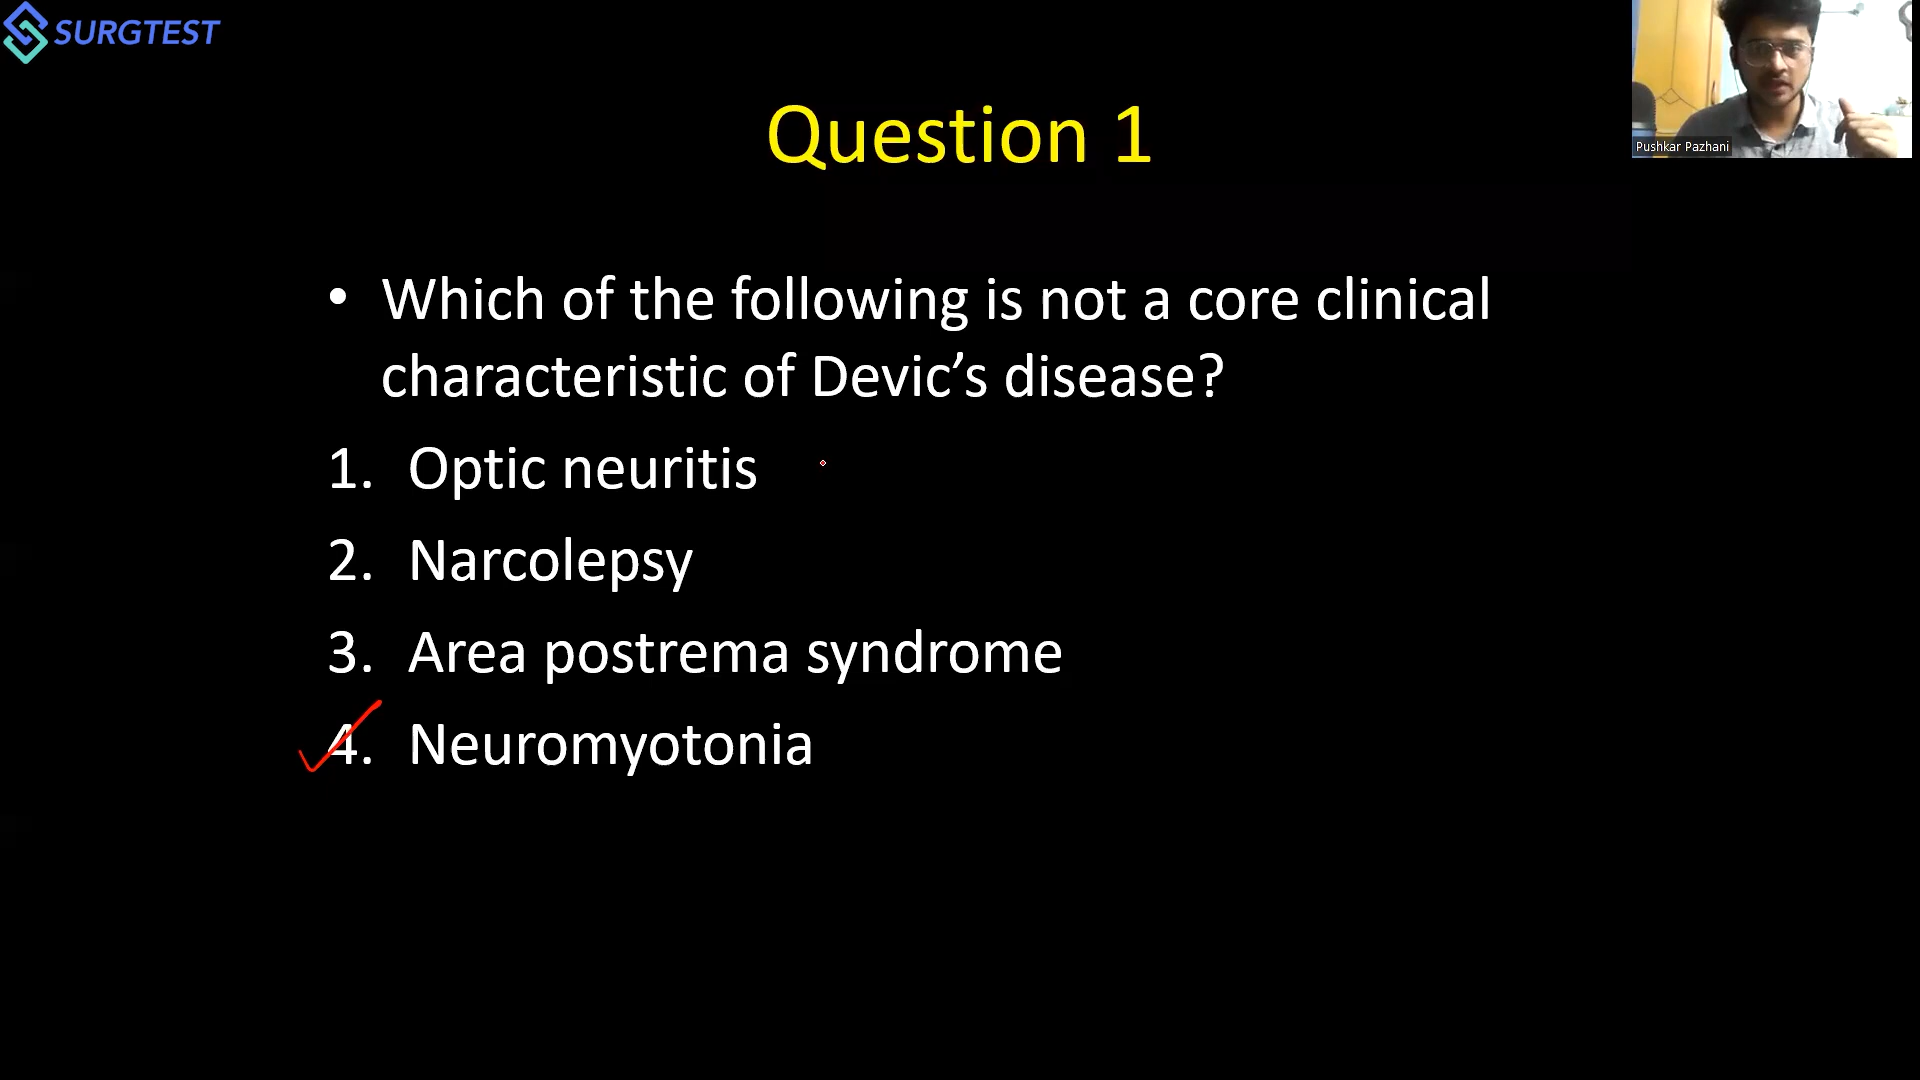 SURGTEST
Pushkar Pazhani
Question 1
• Which of the following is not a core clinical
characteristic of Devic’s disease?
1. Optic neuritis
2. Narcolepsy
3. Area postrema syndrome
4. Neuromyotonia